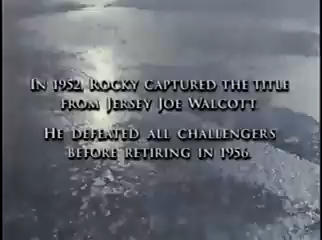 In 1952, Rocky captured the title
from Jersey Joe Walcott.
He defeated all challengers
before retiring in 1956.